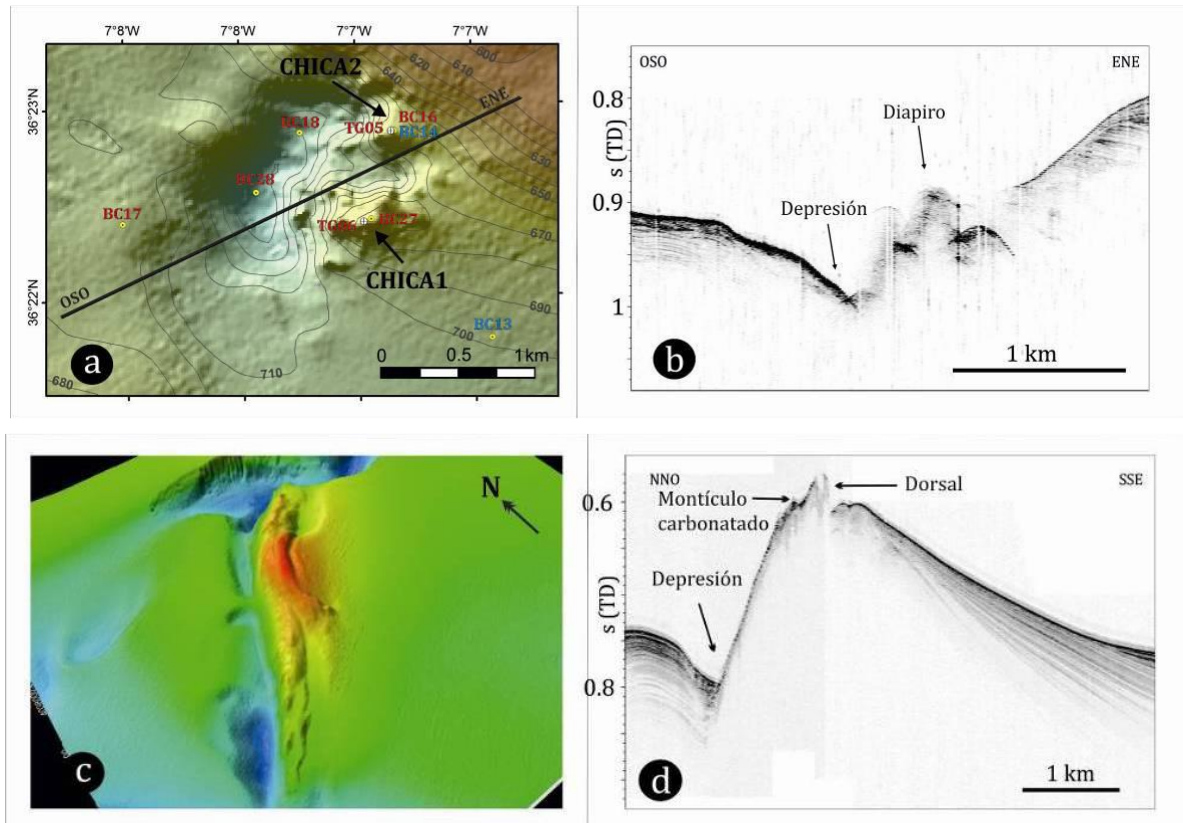 7°8'W
7°8'W
7°7'W
7°7'W
36°23'N
36°22'N
CHICA2
640
620
610
600
ENE
BC18
TG05
BC16
BC14
630
650
BC28
BC17
TG06
BC27
670
CHICA1
OSO
690
BC13
700
710
680
0 0.5 1km
a
OSO
ENE
0.8
s (TD)
0.9
1
Diapiro
Depresión
1 km
b
N
c
NNO
SSE
0.6
s (TD)
0.8
Dorsal
Montículo
carbonatado
Depresión
1 km
d